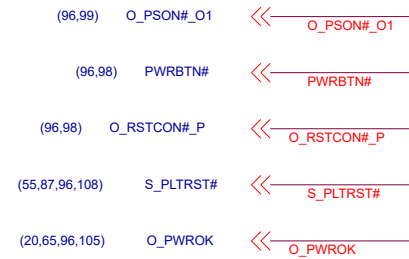 (96,99) O_PSON#_O1 O_PSON#_O1
(96,98) PWRBTN# PWRBTN#
(96,98) O_RSTCON#_P O_RSTCON#_P
(55,87,96,108) S_PLTRST# S_PLTRST#
(20,65,96,105) O_PWROK O_PWROK